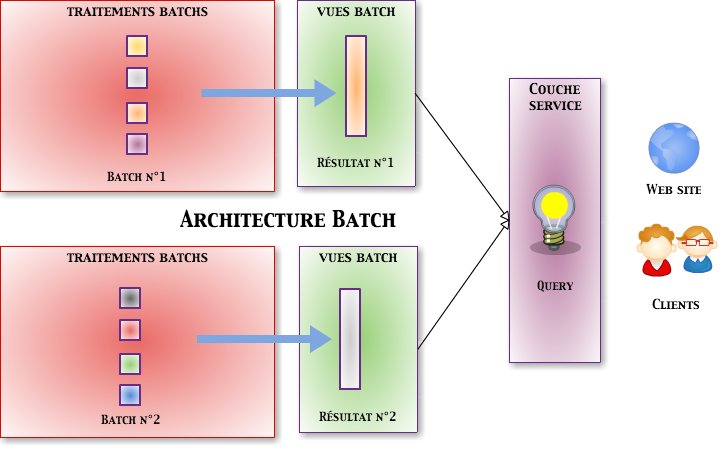 TRAITEMENTS BATCHS
BATCH N°1
VUES BATCH
RÉSULTAT N°1
COUCHE
SERVICE
QUERY
WEB SITE
CLIENTS
ARCHITECTURE BATCH
TRAITEMENTS BATCHS
BATCH N°2
VUES BATCH
RÉSULTAT N°2